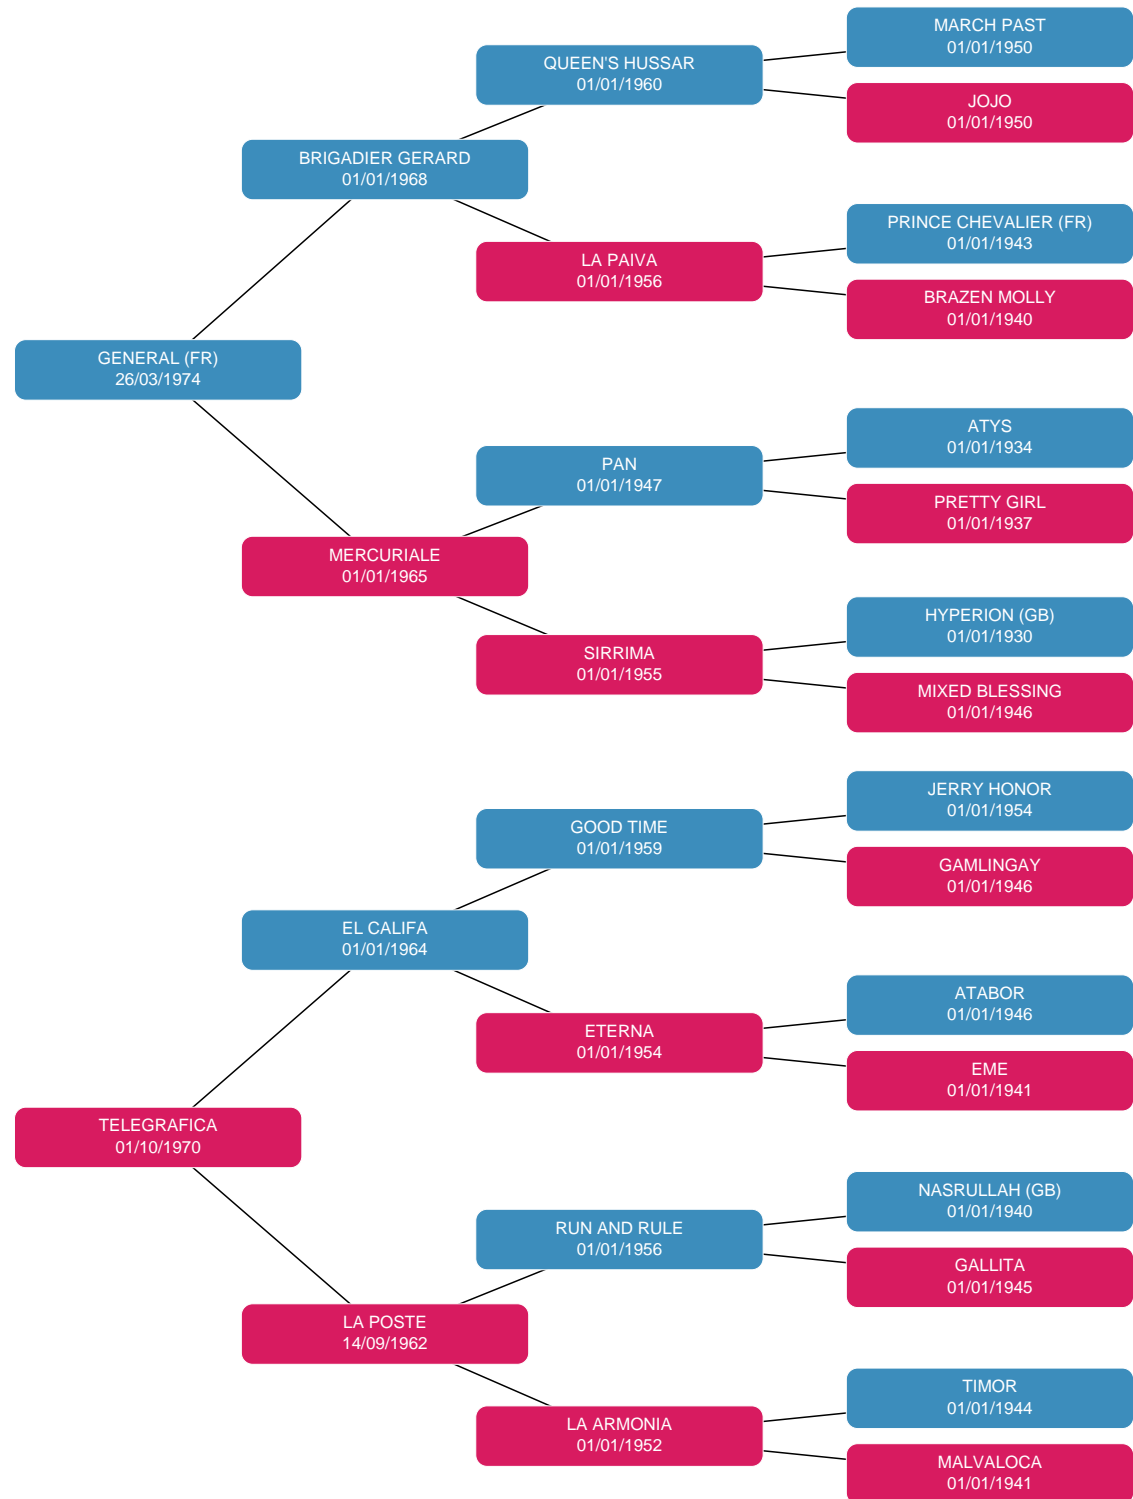 MARCH PAST
01/01/1950
QUEEN'S HUSSAR
01/01/1960
JOJO
01/01/1950
BRIGADIER GERARD
01/01/1968
PRINCE CHEVALIER (FR)
01/01/1943
LA PAIVA
01/01/1956
BRAZEN MOLLY
01/01/1940
GENERAL (FR)
26/03/1974
ATYS
01/01/1934
PAN
01/01/1947
PRETTY GIRL
01/01/1937
MERCURIALE
01/01/1965
HYPERION (GB)
01/01/1930
SIRRIMA
01/01/1955
MIXED BLESSING
01/01/1946
JERRY HONOR
01/01/1954
GOOD TIME
01/01/1959
GAMLINGAY
01/01/1946
EL CALIFA
01/01/1964
ATABOR
01/01/1946
ETERNA
01/01/1954
EME
01/01/1941
TELEGRAFICA
01/10/1970
NASRULLAH (GB)
01/01/1940
RUN AND RULE
01/01/1956
GALLITA
01/01/1945
LA POSTE
14/09/1962
TIMOR
01/01/1944
LA ARMONIA
01/01/1952
MALVALOCA
01/01/1941